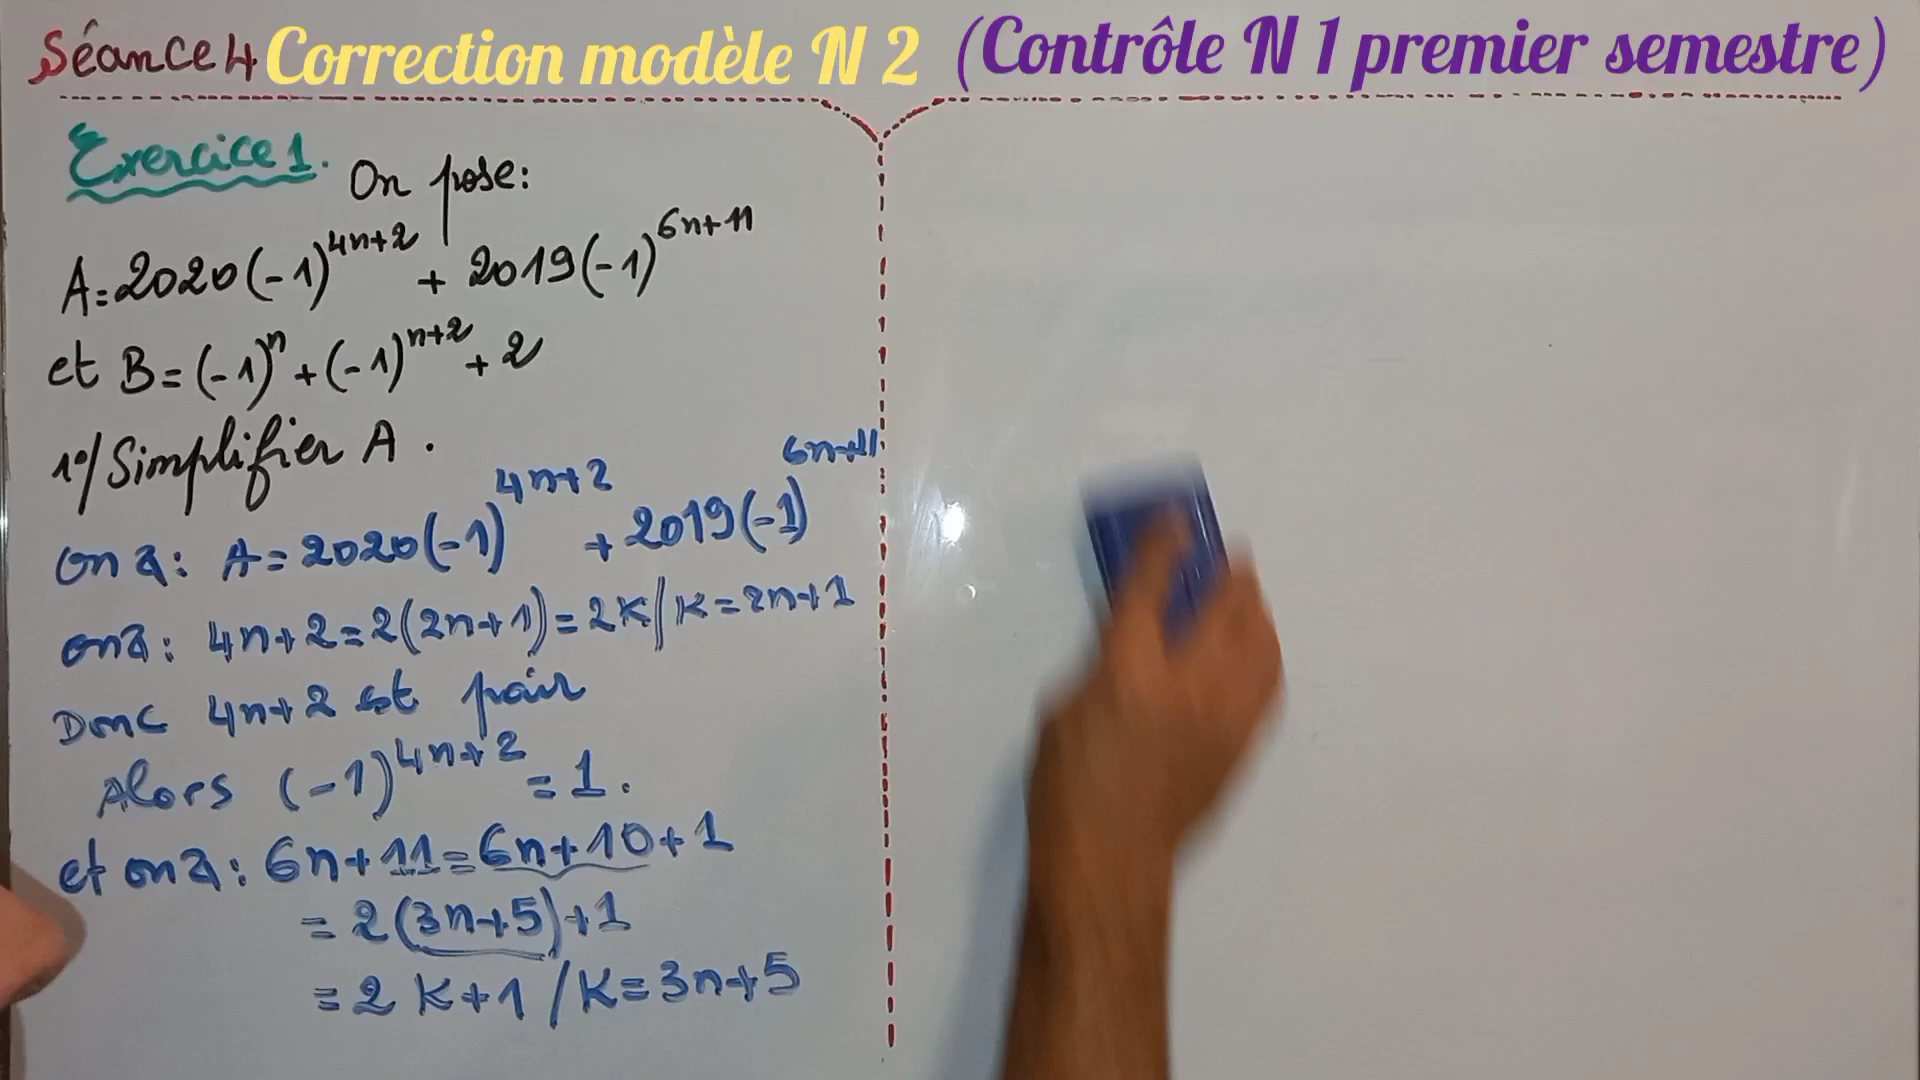 Séance 4 Correction modèle N 2 (Contrôle N 1 premier semestre)
Exercice 1. On pose:
A=2020(-1)^{4n+2} + 2019(-1)^{6n+11}
et B=(-1)^n+(-1)^{n+2}+2
1°/Simplifier A.
on a: A=2020(-1)^{4n+2}+2019(-1)^{6n+11}
on a: 4n+2=2(2n+1)=2K/K=2n+1
Donc 4n+2 est pair
Alors (-1)^{4n+2}=1.
et on a: 6n+11=6n+10+1
=2(3n+5)+1
=2K+1/K=3n+5